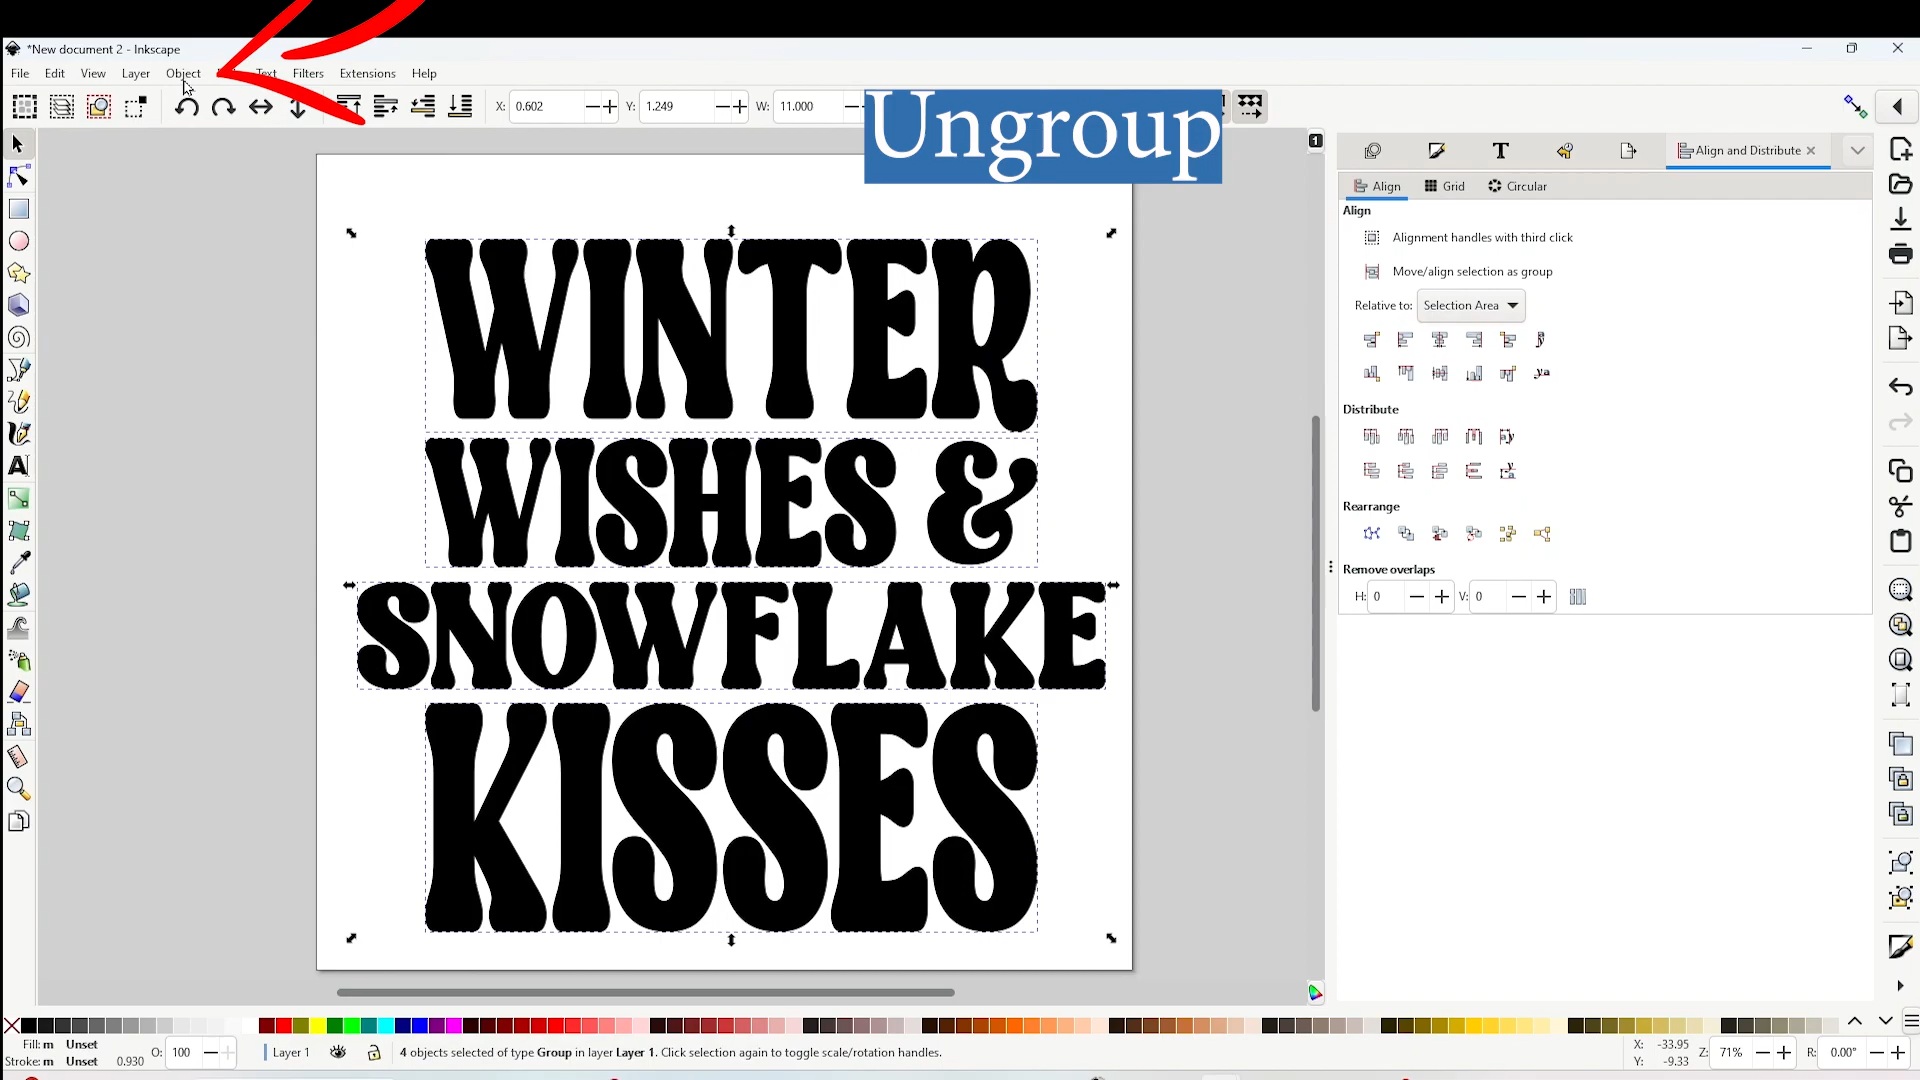 *New document 2 - Inkscape
File Edit View Layer Object Text Filters Extensions Help
X: 0.602 Y: 1.249 W: 11.000
Ungroup
1
Align and Distribute
Align Grid Circular
Align
Alignment handles with third click
Move/align selection as group
Relative to: Selection Area
Distribute
Rearrange
Remove overlaps
H: 0 V: 0
WINTER
WISHES &
SNOWFLAKE
KISSES
Fill: m Unset
Stroke: m Unset 0.930
O: 100
Layer 1
4 objects selected of type Group in layer Layer 1. Click selection again to toggle scale/rotation handles.
X: -33.95
Y: -9.33
Z: 71%
R: 0.00°